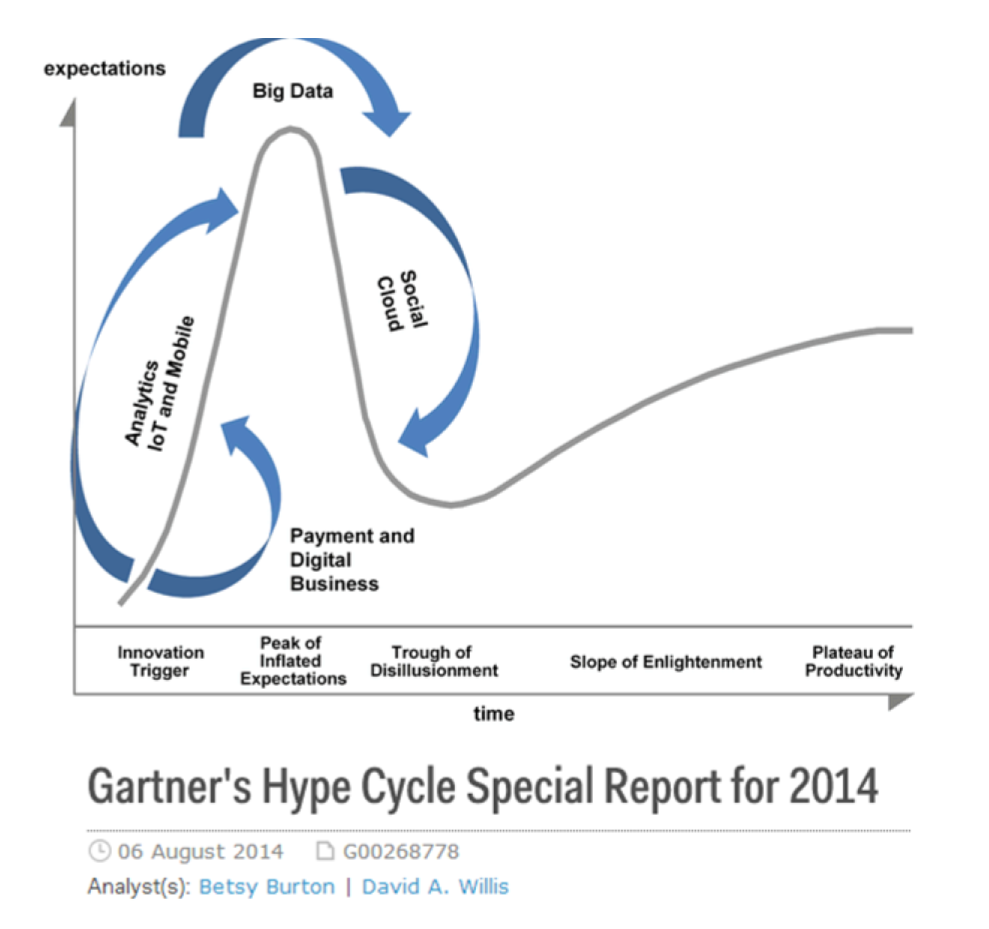 expectations
Big Data
Social
Cloud
Analytics
IoT and Mobile
Payment and
Digital
Business
Innovation
Trigger
Peak of
Inflated
Expectations
Trough of
Disillusionment
Slope of Enlightenment
Plateau of
Productivity
time
Gartner's Hype Cycle Special Report for 2014
06 August 2014 G00268778
Analyst(s): Betsy Burton | David A. Willis